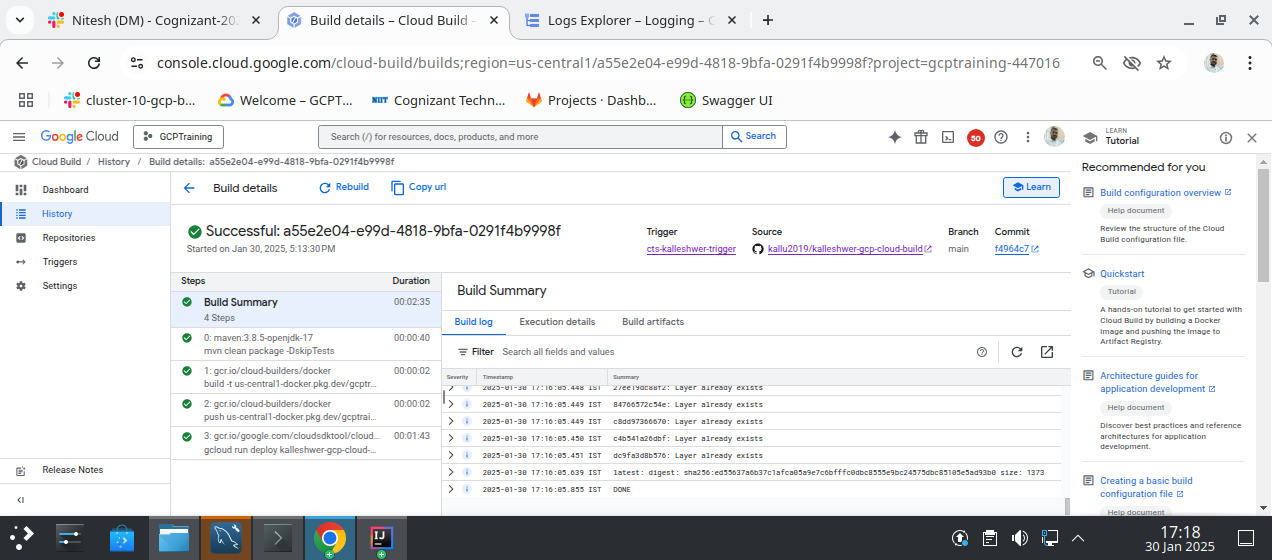 Nitesh (DM) - Cognizant-202
Build details – Cloud Build –
Logs Explorer – Logging – G
console.cloud.google.com/cloud-build/builds;region=us-central1/a55e2e04-e99d-4818-9bfa-0291f4b9998f?project=gcptraining-447016
cluster-10-gcp-b...
Welcome – GCPT...
NIIT
Cognizant Techn...
Projects · Dashb...
Swagger UI
Google Cloud
GCPTraining
Search (/) for resources, docs, products, and more
Search
50
LEARN
Tutorial
Cloud Build / History / Build details: a55e2e04-e99d-4818-9bfa-0291f4b9998f
Dashboard
History
Repositories
Triggers
Settings
Release Notes
Build details
Rebuild
Copy url
Learn
Successful: a55e2e04-e99d-4818-9bfa-0291f4b9998f
Started on Jan 30, 2025, 5:13:30 PM
Trigger
cts-kalleshwer-trigger
Source
kallu2019/kalleshwer-gcp-cloud-build
Branch
main
Commit
f4964c7
Steps Duration
Build Summary 00:02:35
4 Steps
0: maven:3.8.5-openjdk-17 00:00:40
mvn clean package -DskipTests
1: gcr.io/cloud-builders/docker 00:00:02
build -t us-central1-docker.pkg.dev/gcptr...
2: gcr.io/cloud-builders/docker 00:00:02
push us-central1-docker.pkg.dev/gcptrai...
3: gcr.io/google.com/cloudsdktool/cloud... 00:01:43
gcloud run deploy kalleshwer-gcp-cloud-...
Build Summary
Build log
Execution details
Build artifacts
Filter Search all fields and values
Severity Timestamp Summary
2025-01-30 17:16:05.448 IST 27ee19dc88f2: Layer already exists
2025-01-30 17:16:05.449 IST 84766572c54e: Layer already exists
2025-01-30 17:16:05.449 IST c8dd97366670: Layer already exists
2025-01-30 17:16:05.450 IST c4b541a26dbf: Layer already exists
2025-01-30 17:16:05.451 IST dc9fa3d8b576: Layer already exists
2025-01-30 17:16:05.639 IST latest: digest: sha256:ed55637a6b37c1afca05a9e7c6bfffc0dbc8555e9bc24575dbc85105e5ad93b0 size: 1373
2025-01-30 17:16:05.855 IST DONE
Recommended for you
Build configuration overview
Help document
Review the structure of the Cloud
Build configuration file.
Quickstart
Tutorial
A hands-on tutorial to get started with
Cloud Build by building a Docker
image and pushing the image to
Artifact Registry.
Architecture guides for
application development
Help document
Discover best practices and reference
architectures for application
development.
Creating a basic build
configuration file
Help document
IJ
17:18
30 Jan 2025